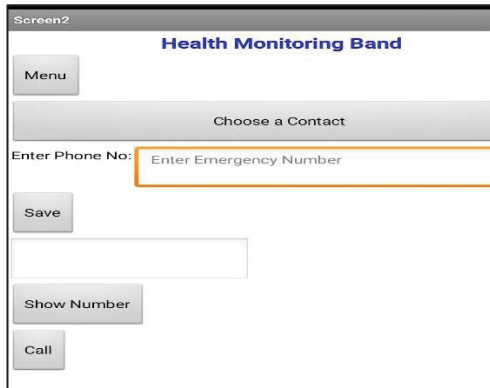 Screen2
Health Monitoring Band
Menu
Choose a Contact
Enter Phone No: Enter Emergency Number
Save
Show Number
Call